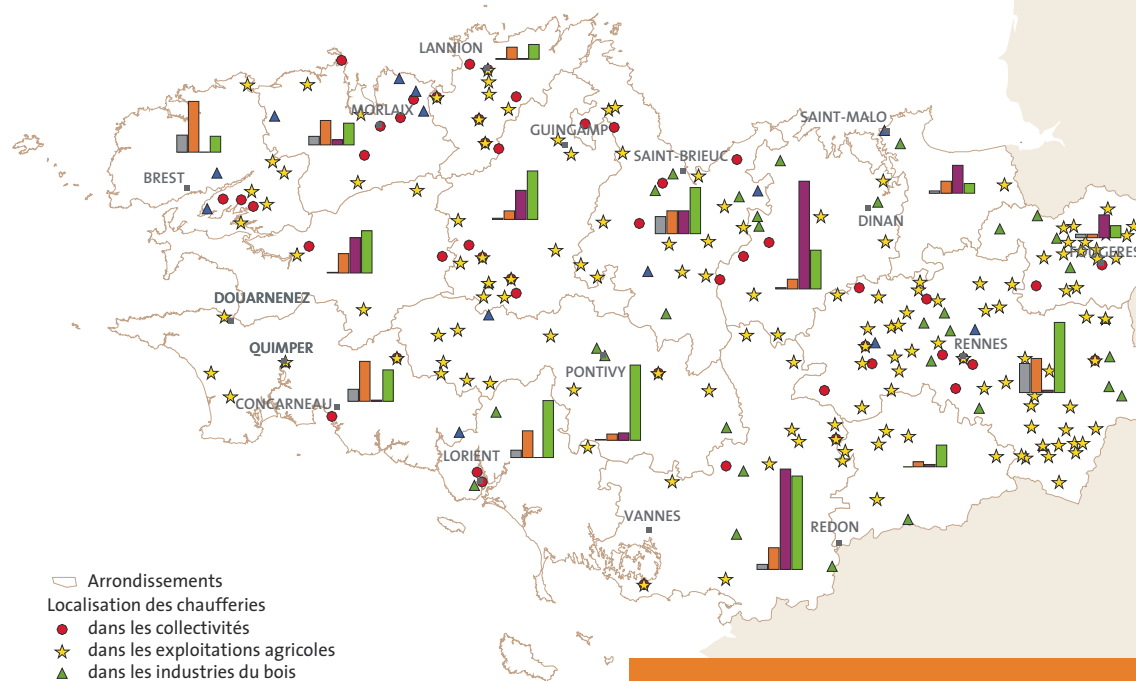 LANNION
MORLAIX
GUINGAMP
SAINT-MALO
SAINT-BRIEUC
BREST
DINAN
FOUGERES
DOUARNENEZ
QUIMPER
RENNES
PONTIVY
CONCARNEAU
LORIENT
VANNES
REDON
Arrondissements
Localisation des chaufferies
dans les collectivités
dans les exploitations agricoles
dans les industries du bois